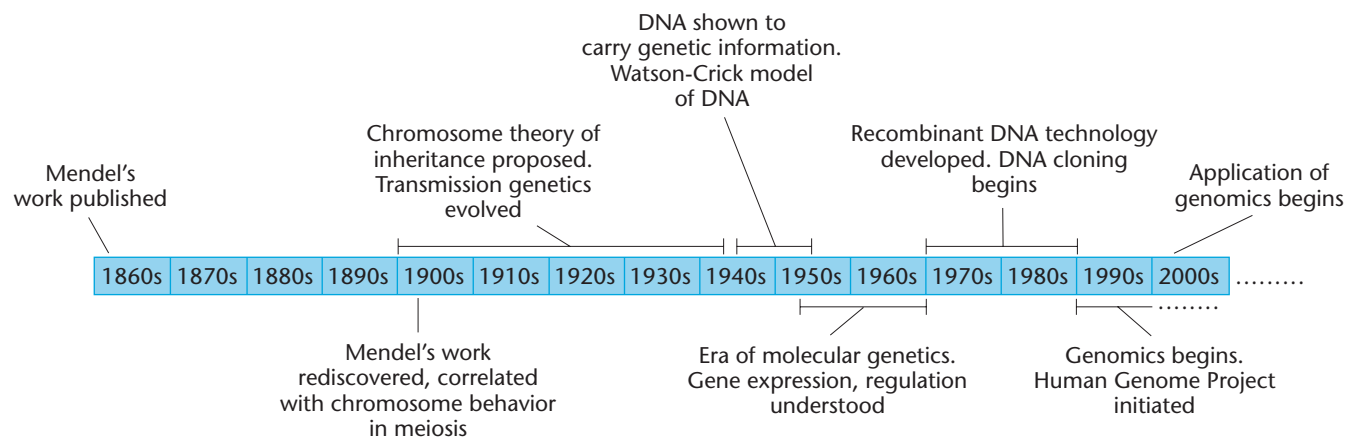 DNA shown to
carry genetic information.
Watson-Crick model
of DNA
Chromosome theory of
inheritance proposed.
Transmission genetics
evolved
Recombinant DNA technology
developed. DNA cloning
begins
Mendel’s
work published
Application of
genomics begins
1860s 1870s 1880s 1890s 1900s 1910s 1920s 1930s 1940s 1950s 1960s 1970s 1980s 1990s 2000s .........
........
Mendel’s work
rediscovered, correlated
with chromosome behavior
in meiosis
Era of molecular genetics.
Gene expression, regulation
understood
Genomics begins.
Human Genome Project
initiated